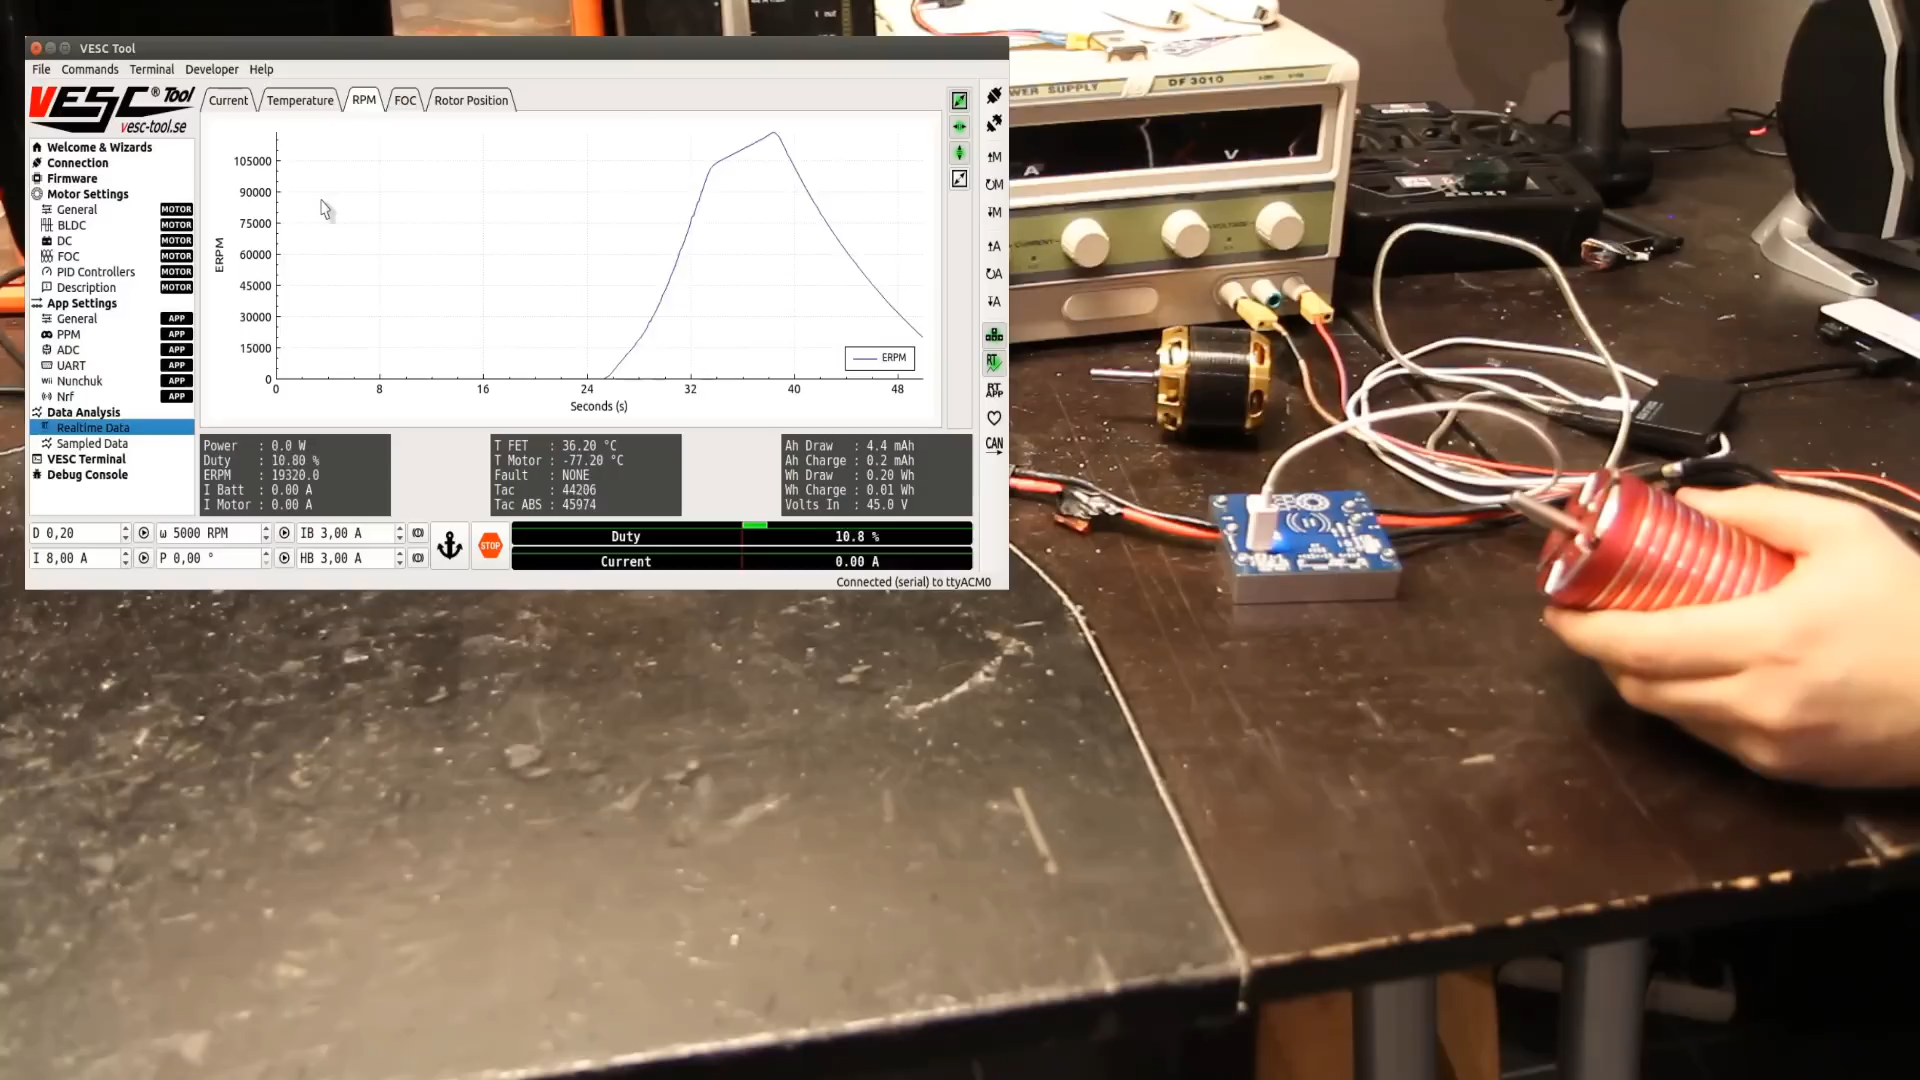 VESC Tool
File Commands Terminal Developer Help
VESC® Tool
vesc-tool.se
Current Temperature RPM FOC Rotor Position
Welcome & Wizards
Connection
Firmware
Motor Settings
General MOTOR
BLDC MOTOR
DC MOTOR
FOC MOTOR
PID Controllers MOTOR
Description MOTOR
App Settings
General APP
PPM APP
ADC APP
UART APP
Nunchuk APP
Nrf APP
Data Analysis
Realtime Data
Sampled Data
VESC Terminal
Debug Console
ERPM
105000
90000
75000
60000
45000
30000
15000
0
0 8 16 24 32 40 48
Seconds (s)
ERPM
M
M
M
A
A
A
RT
RT APP
CAN
Power : 0.0 W
Duty : 10.80 %
ERPM : 19320.0
I Batt : 0.00 A
I Motor : 0.00 A
T FET : 36.20 °C
T Motor : -77.20 °C
Fault : NONE
Tac : 44206
Tac ABS : 45974
Ah Draw : 4.4 mAh
Ah Charge : 0.2 mAh
Wh Draw : 0.20 Wh
Wh Charge : 0.01 Wh
Volts In : 45.0 V
D 0,20 ω 5000 RPM IB 3,00 A
I 8,00 A P 0,00 ° HB 3,00 A
STOP
Duty 10.8 %
Current 0.00 A
Connected (serial) to ttyACM0
WER SUPPLY DF 3010
A V